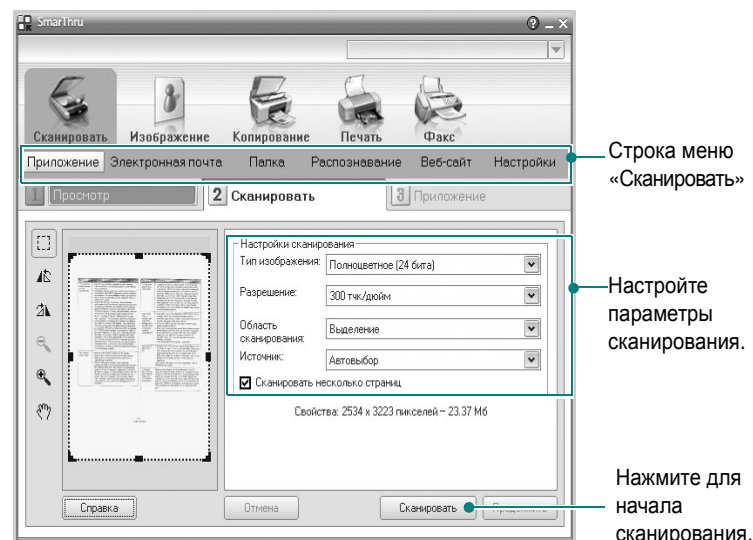 SmarThru
Сканировать Изображение Копирование Печать Факс
Приложение Электронная почта Папка Распознавание Веб-сайт Настройки
1 Просмотр 2 Сканировать 3 Приложение
Настройки сканирования
Тип изображения: Полноцветное (24 бита)
Разрешение: 300 тчк/дюйм
Область
сканирования: Выделение
Источник: Автовыбор
Сканировать несколько страниц
Свойства: 2534 x 3223 пикселей – 23.37 Мб
Справка Отмена Сканировать Продолжить
Строка меню
«Сканировать»
Настройте
параметры
сканирования.
Нажмите для
начала
сканирования.